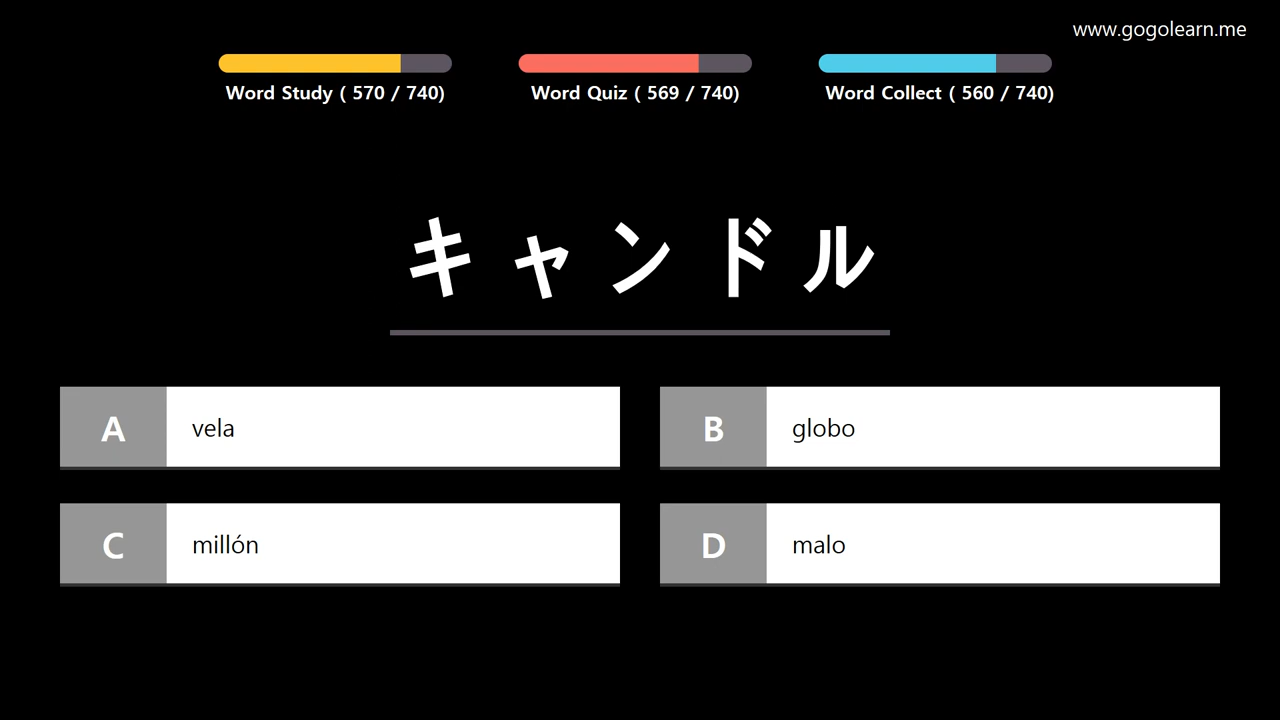 www.gogolearn.me
Word Study ( 570 / 740)
Word Quiz ( 569 / 740)
Word Collect ( 560 / 740)
キャンドル
A vela
B globo
C millón
D malo